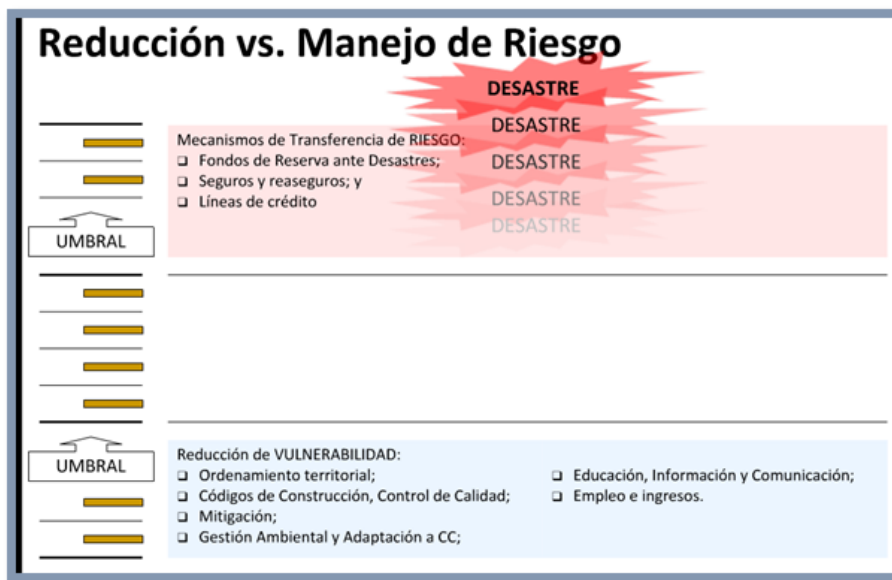 Reducción vs. Manejo de Riesgo
DESASTRE
DESASTRE
DESASTRE
DESASTRE
DESASTRE
Mecanismos de Transferencia de RIESGO:
❑ Fondos de Reserva ante Desastres;
❑ Seguros y reaseguros; y
❑ Líneas de crédito
UMBRAL
UMBRAL
Reducción de VULNERABILIDAD:
❑ Ordenamiento territorial;
❑ Códigos de Construcción, Control de Calidad;
❑ Mitigación;
❑ Gestión Ambiental y Adaptación a CC;
❑ Educación, Información y Comunicación;
❑ Empleo e ingresos.